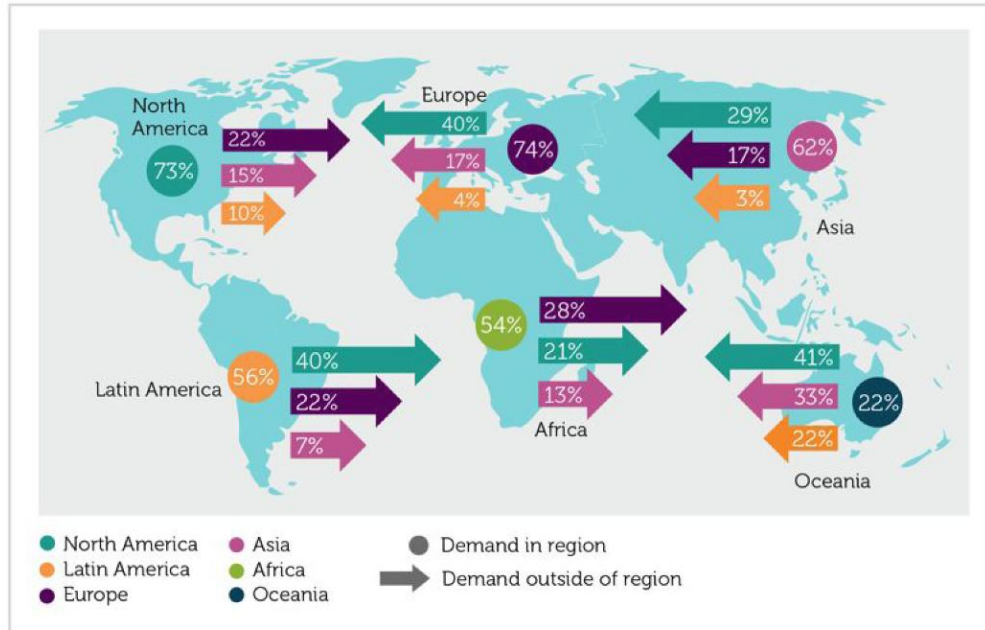 North
America
73%
22%
15%
10%
Europe
40%
17%
4%
74%
29%
17%
3%
62%
Asia
Latin America
56%
40%
22%
7%
54%
28%
21%
13%
Africa
41%
33%
22%
22%
Oceania
North America
Latin America
Europe
Asia
Africa
Oceania
Demand in region
Demand outside of region